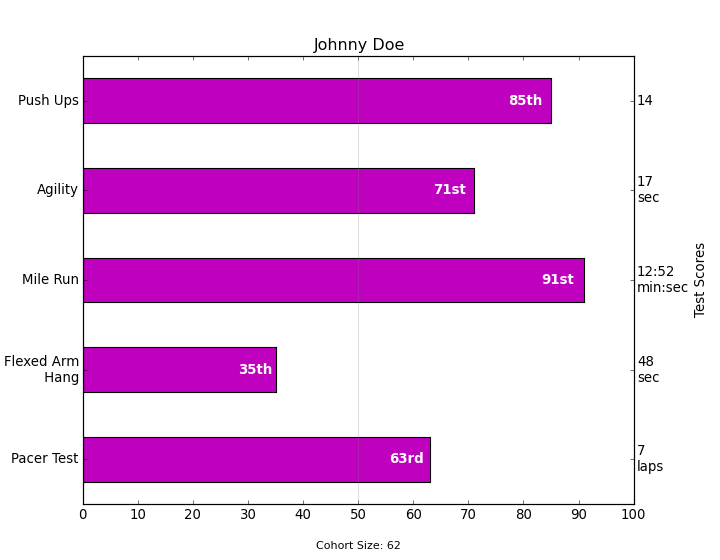 Johnny Doe
Push Ups
85th
14
Agility
71st
17
sec
Mile Run
91st
12:52
min:sec
Flexed Arm
Hang
35th
48
sec
Pacer Test
63rd
7
laps
Test Scores
0 10 20 30 40 50 60 70 80 90 100
Cohort Size: 62